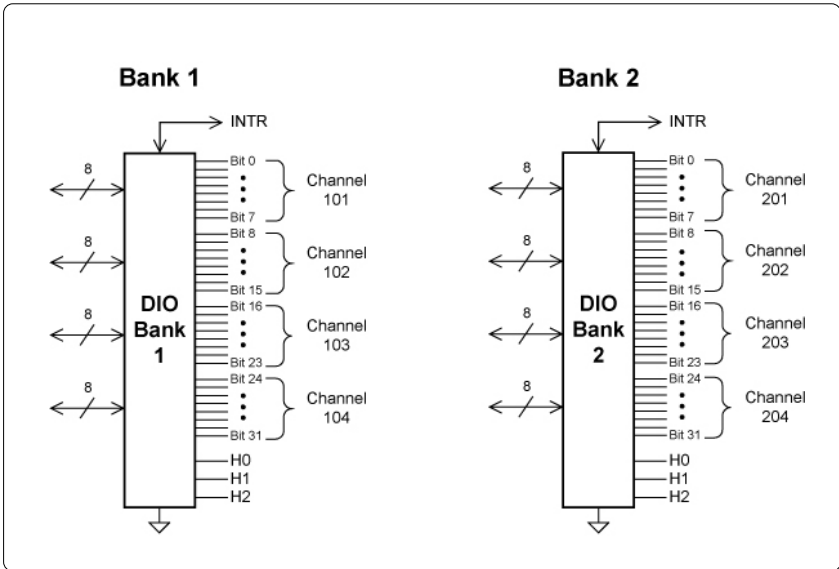 Bank 1
INTR
8
Bit 0
Bit 7
Channel
101
8
Bit 8
Bit 15
Channel
102
8
Bit 16
Bit 23
Channel
103
8
Bit 24
Bit 31
Channel
104
DIO
Bank
1
H0
H1
H2
Bank 2
INTR
8
Bit 0
Bit 7
Channel
201
8
Bit 8
Bit 15
Channel
202
8
Bit 16
Bit 23
Channel
203
8
Bit 24
Bit 31
Channel
204
DIO
Bank
2
H0
H1
H2